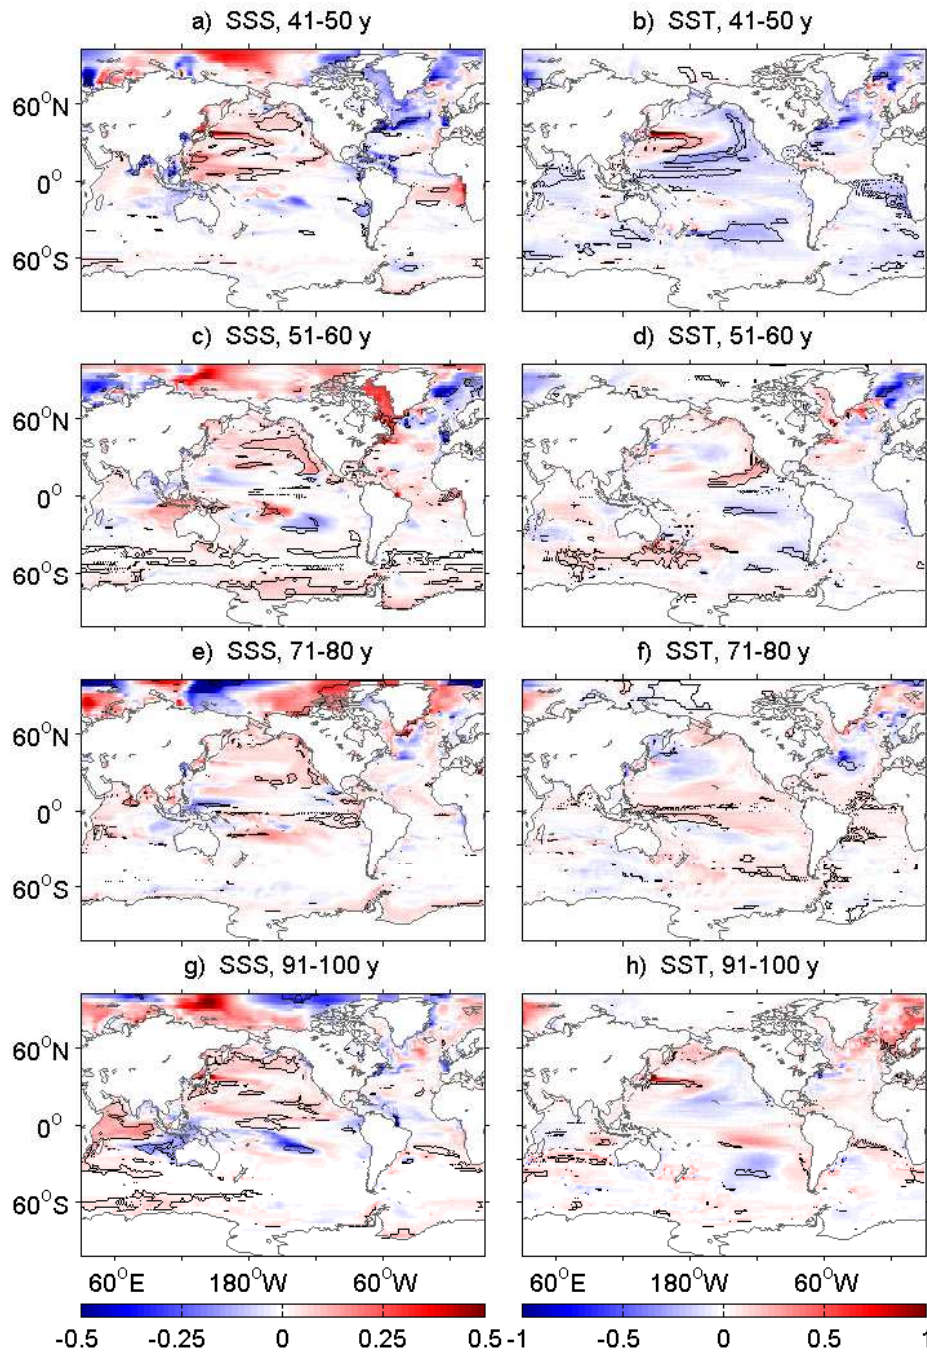 a) SSS, 41-50 y
b) SST, 41-50 y
60°N
0°
60°S
c) SSS, 51-60 y
d) SST, 51-60 y
60°N
0°
60°S
e) SSS, 71-80 y
f) SST, 71-80 y
60°N
0°
60°S
g) SSS, 91-100 y
h) SST, 91-100 y
60°N
0°
60°S
60°E 180°W 60°W
60°E 180°W 60°W
-0.5 -0.25 0 0.25 0.5
-1 -0.5 0 0.5 1